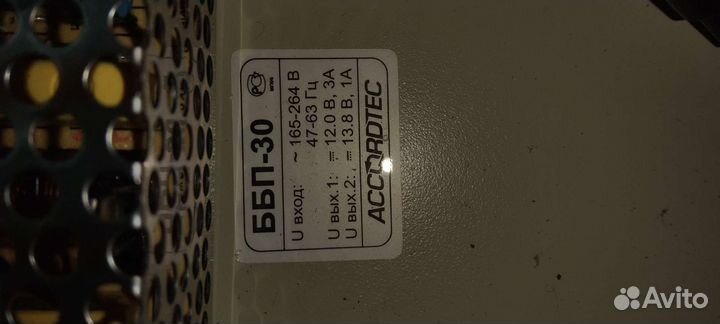 ББП-30
U вход: ~ 165-264 В
47-63 Гц
U вых.1: 12.0 В, 3А
U вых.2: 13.8 В, 1А
ACCORDTEC
Avito